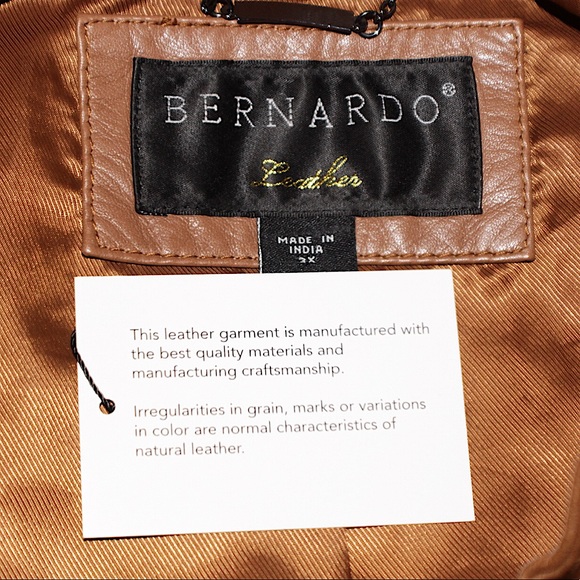 BERNARDO®
Leather
MADE IN
INDIA
This leather garment is manufactured with
the best quality materials and
manufacturing craftsmanship.
Irregularities in grain, marks or variations
in color are normal characteristics of
natural leather.